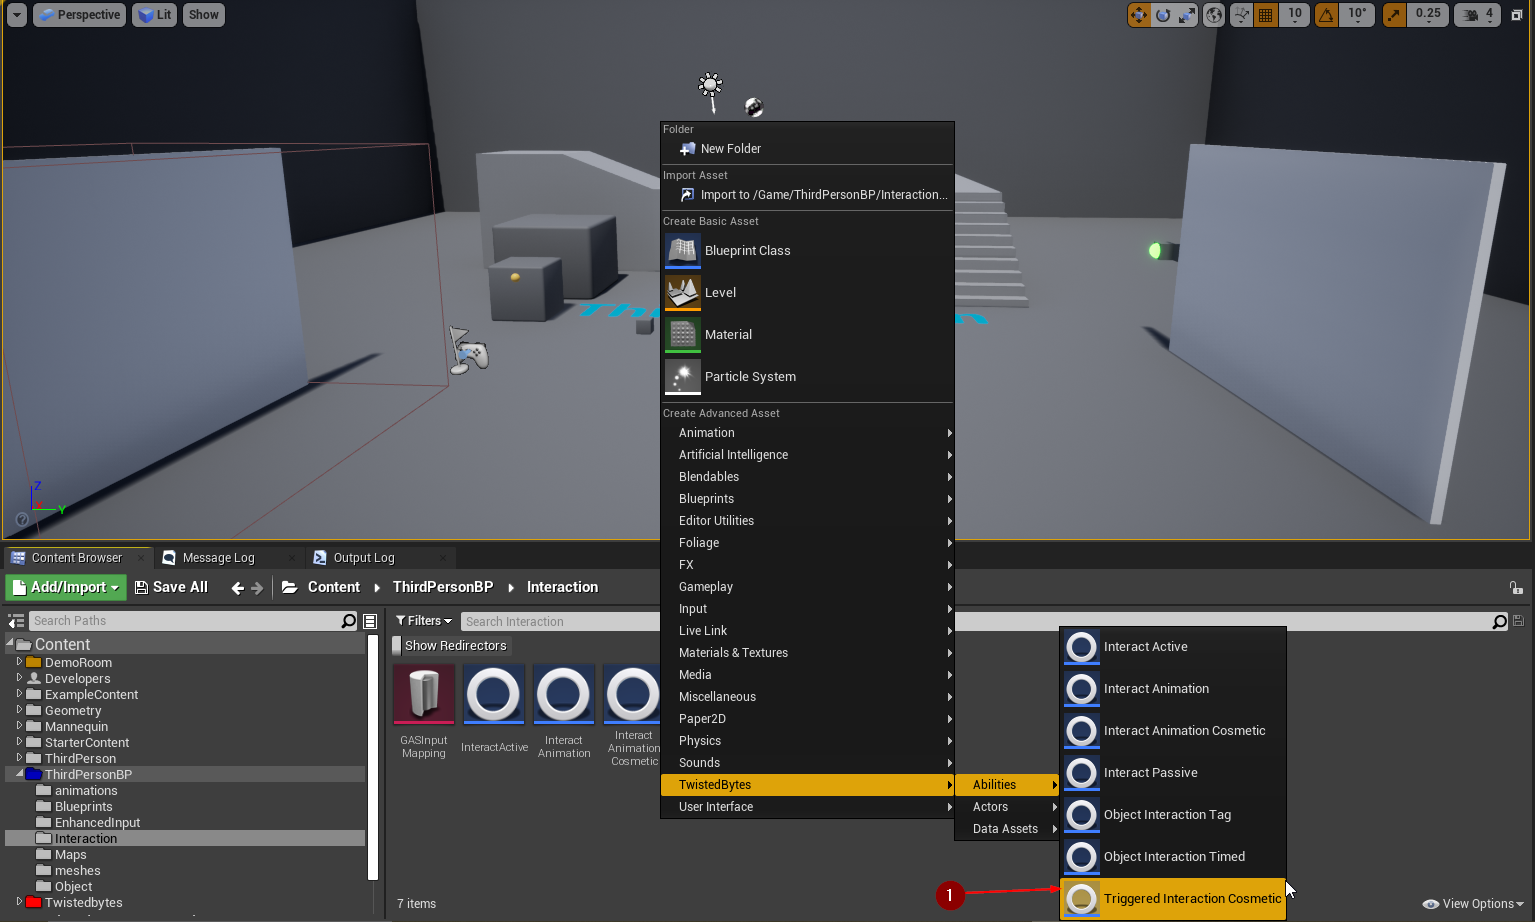 Perspective
Lit
Show
10
10°
0.25
4
Folder
New Folder
Import Asset
Import to /Game/ThirdPersonBP/Interaction...
Create Basic Asset
Blueprint Class
Level
Material
Particle System
Create Advanced Asset
Animation
Artificial Intelligence
Blendables
Blueprints
Editor Utilities
Foliage
FX
Gameplay
Input
Live Link
Materials & Textures
Media
Miscellaneous
Paper2D
Physics
Sounds
TwistedBytes
User Interface
Abilities
Actors
Data Assets
Interact Active
Interact Animation
Interact Animation Cosmetic
Interact Passive
Object Interaction Tag
Object Interaction Timed
Triggered Interaction Cosmetic
1
Z
X
Y
Content Browser
Message Log
Output Log
Add/Import
Save All
Content
ThirdPersonBP
Interaction
Search Paths
Filters
Search Interaction
Show Redirectors
Content
DemoRoom
Developers
ExampleContent
Geometry
Mannequin
StarterContent
ThirdPerson
ThirdPersonBP
animations
Blueprints
EnhancedInput
Interaction
Maps
meshes
Object
Twistedbytes
GASInput
Mapping
InteractActive
Interact
Animation
Interact
Animation
Cosmetic
7 items
View Options